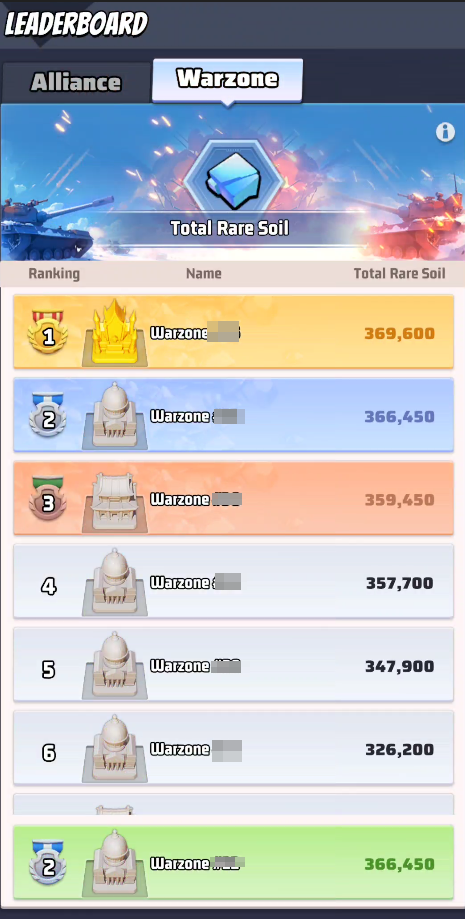 LEADERBOARD
Alliance
Warzone
Total Rare Soil
Ranking Name Total Rare Soil
1 Warzone 369,600
2 Warzone 366,450
3 Warzone 359,450
4 Warzone 357,700
5 Warzone 347,900
6 Warzone 326,200
2 Warzone 366,450